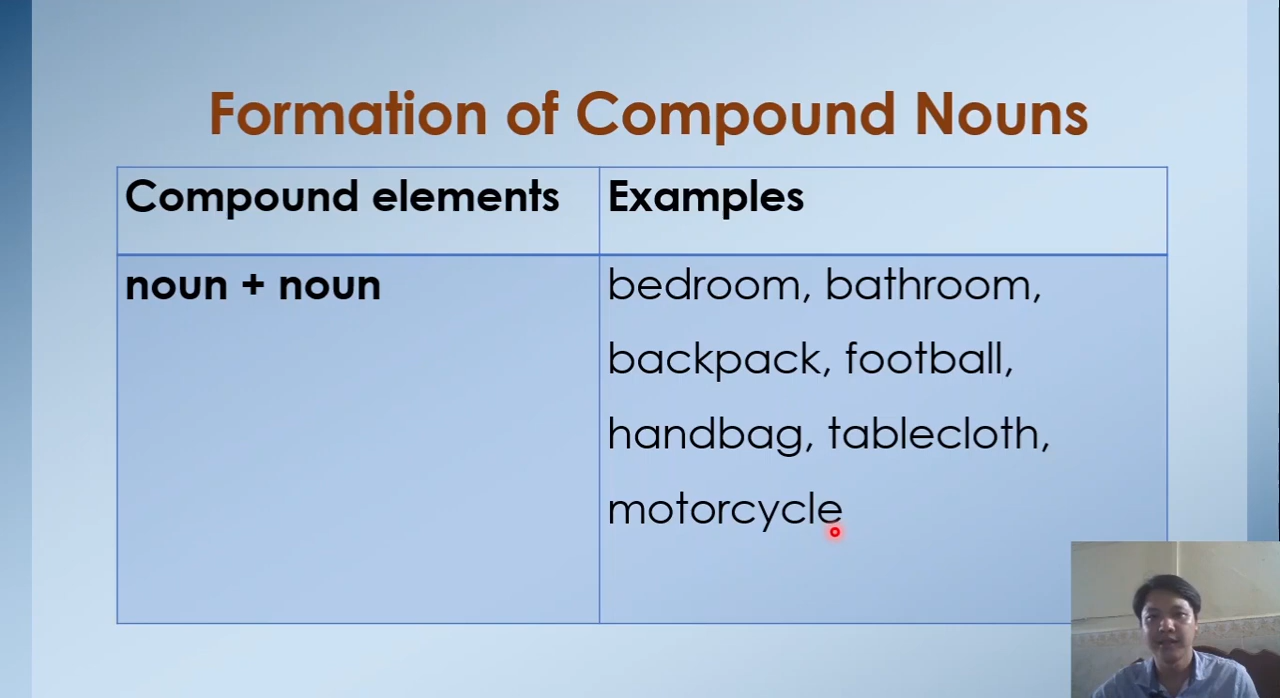 Formation of Compound Nouns
Compound elements
Examples
noun + noun
bedroom, bathroom,
backpack, football,
handbag, tablecloth,
motorcycle